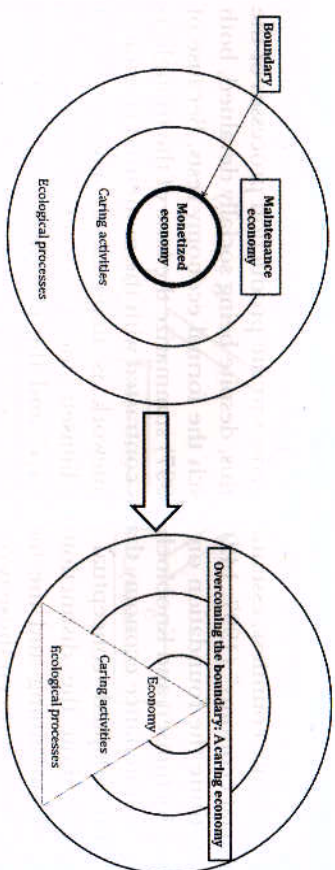 Boundary
Maintenance
economy
Monetized
economy
Caring activities
Ecological processes
Overcoming the boundary: A caring economy
Economy
Caring activities
Ecological processes